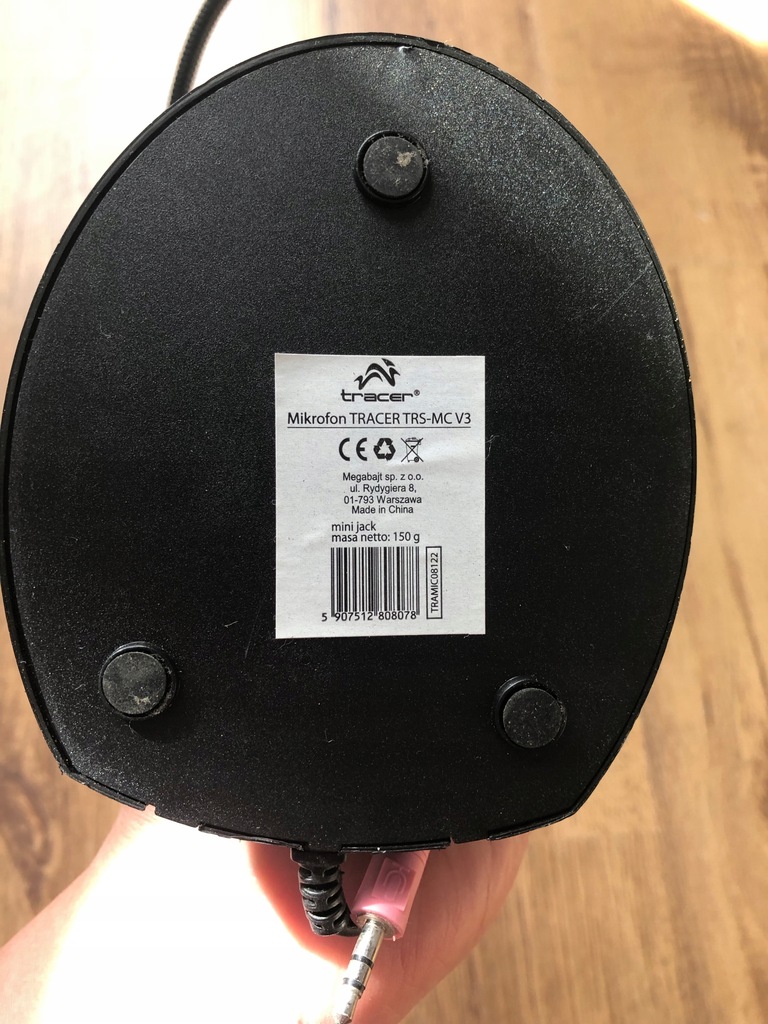 tracer®
Mikrofon TRACER TRS-MC V3
CE
Megabajt sp. z o.o.
ul. Rydygiera 8,
01-793 Warszawa
Made in China
mini jack
masa netto: 150 g
5 907512 808078
TRAMIC08122